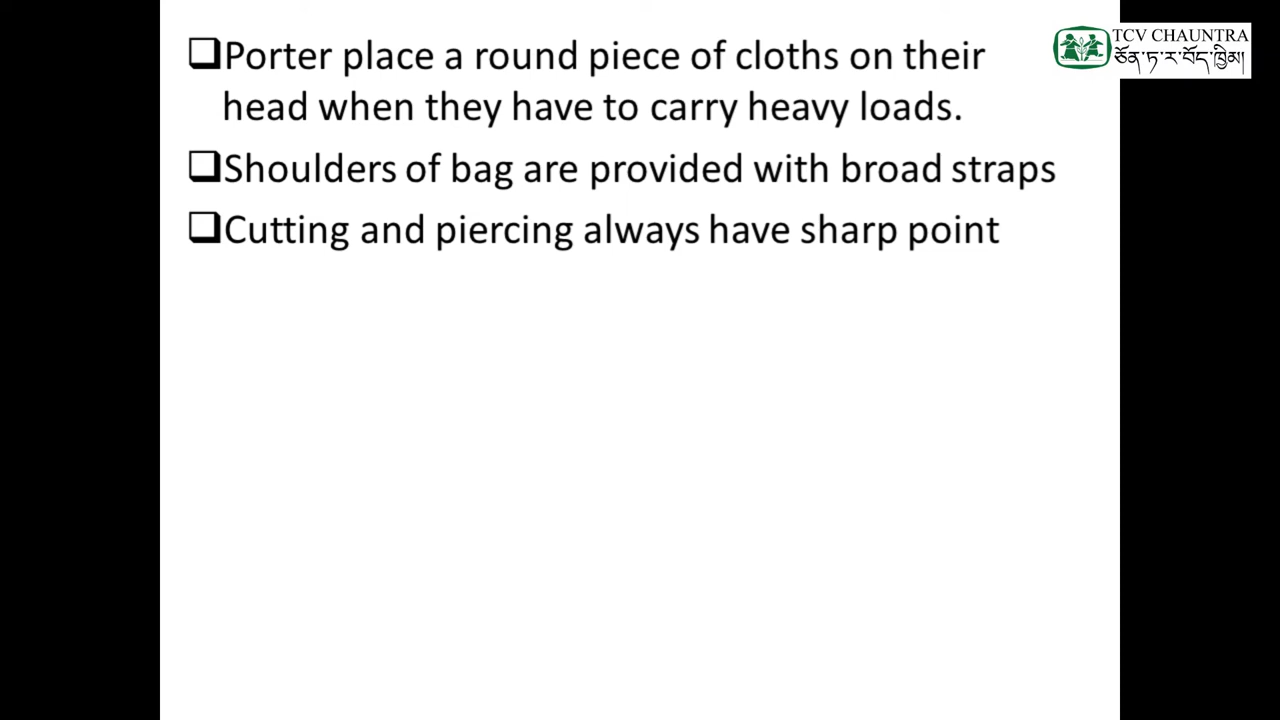 TCV CHAUNTRA
ཅོན་ཏ་ར་བོད་ཁྱིམ།
❑Porter place a round piece of cloths on their
head when they have to carry heavy loads.
❑Shoulders of bag are provided with broad straps
❑Cutting and piercing always have sharp point